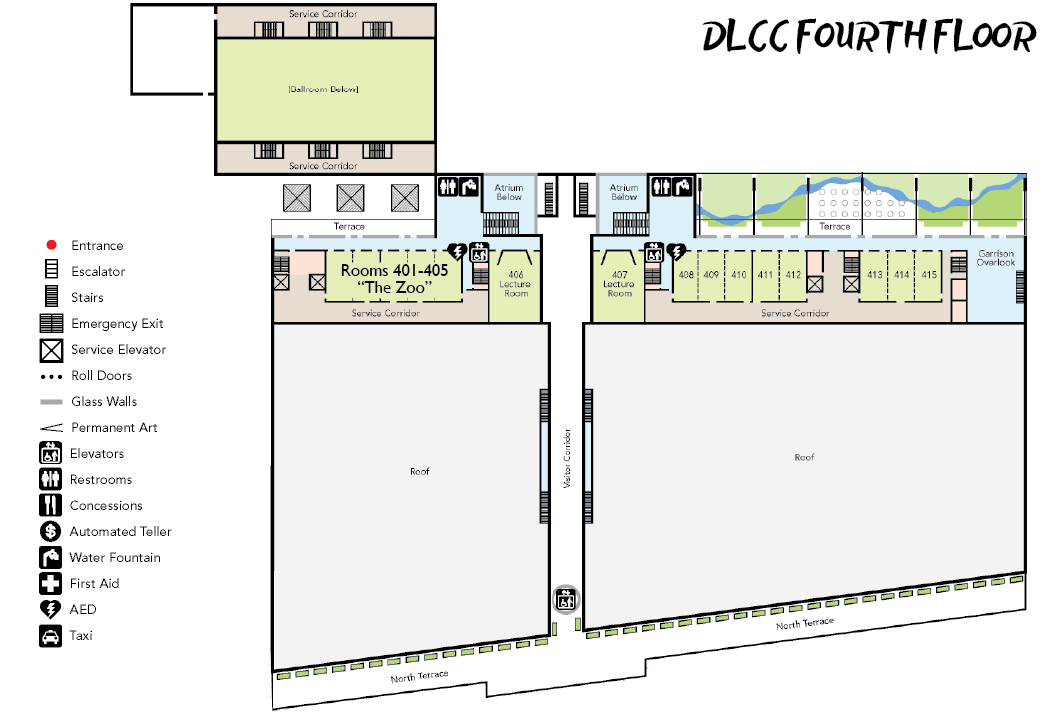 DLCC FOURTH FLOOR
Service Corridor
[Ballroom Below]
Service Corridor
Atrium
Below
Atrium
Below
Terrace
Terrace
Garrison
Overlook
Rooms 401-405
"The Zoo"
406
Lecture
Room
407
Lecture
Room
408
409
410
411
412
413
414
415
Service Corridor
Service Corridor
Roof
Visitor Corridor
Roof
North Terrace
North Terrace
Entrance
Escalator
Stairs
Emergency Exit
Service Elevator
Roll Doors
Glass Walls
Permanent Art
Elevators
Restrooms
Concessions
$ Automated Teller
Water Fountain
First Aid
AED
Taxi